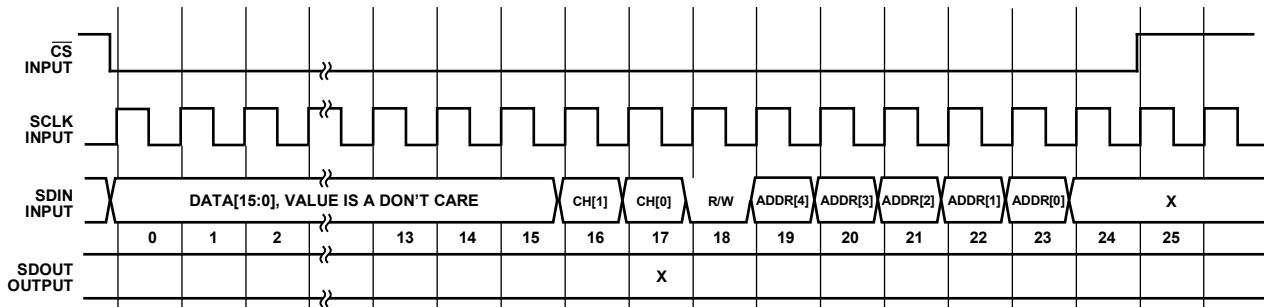 CS
INPUT
SCLK
INPUT
SDIN
INPUT
DATA[15:0], VALUE IS A DON'T CARE
CH[1]
CH[0]
R/W
ADDR[4]
ADDR[3]
ADDR[2]
ADDR[1]
ADDR[0]
X
0 1 2 13 14 15 16 17 18 19 20 21 22 23 24 25
SDOUT
OUTPUT
X